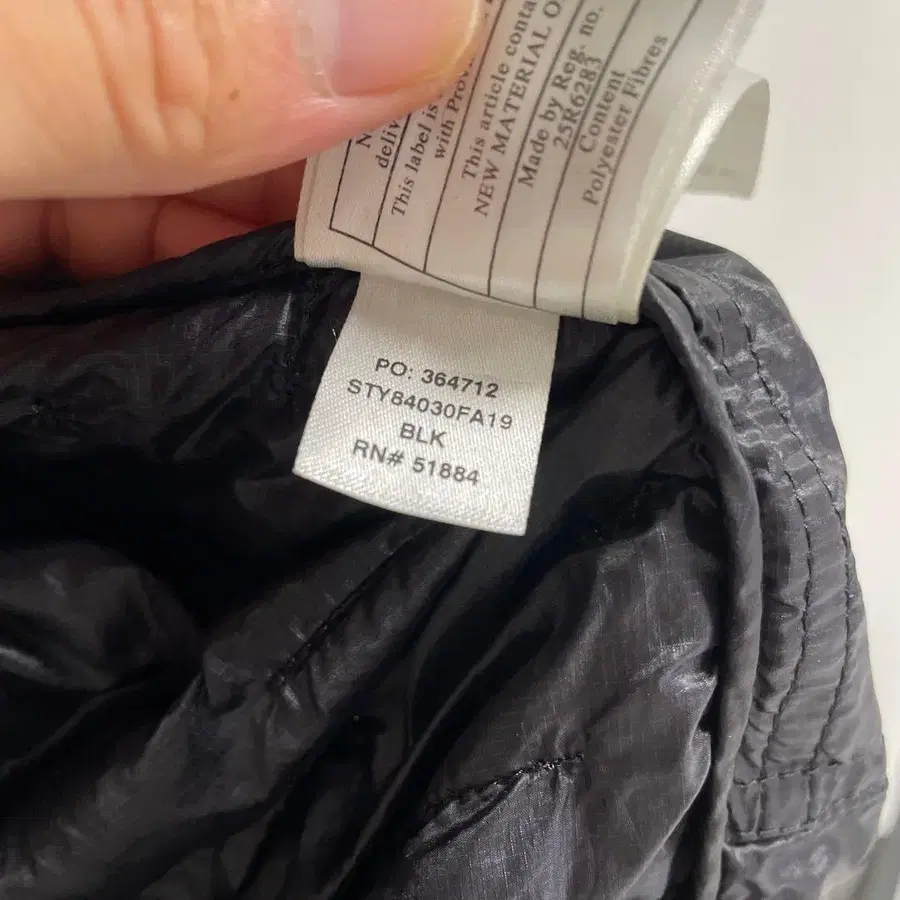 deliv
This label is
with Provi
This article conta
NEW MATERIAL O
Made by Reg. no.
25R6283
Content
Polyester Fibres
PO: 364712
STY84030FA19
BLK
RN# 51884